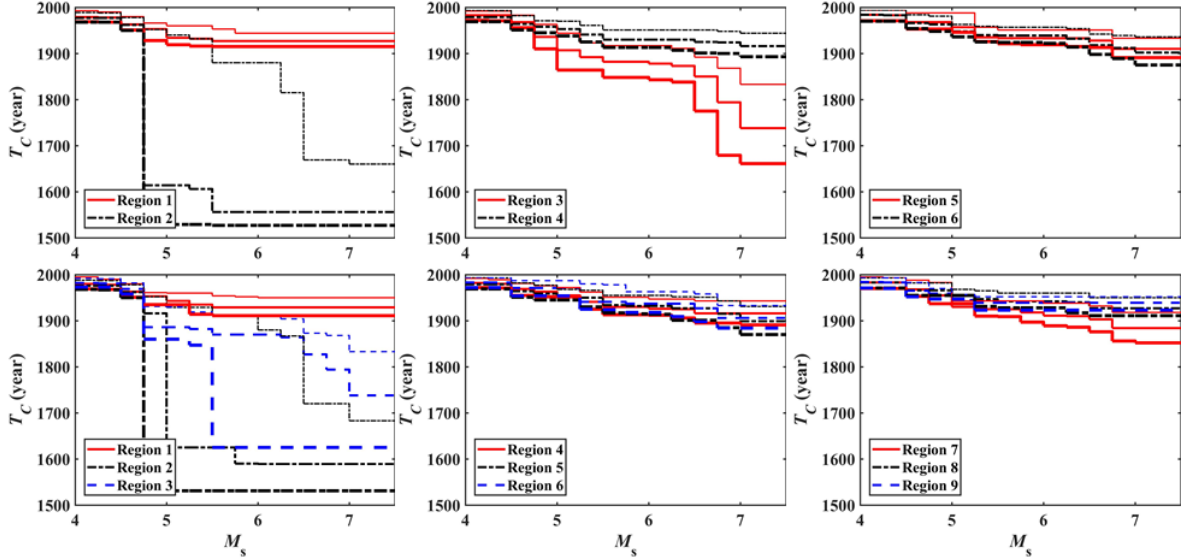 2000
1900
1800
1700
1600
1500
T_C (year)
Region 1
Region 2
4 5 6 7
2000
1900
1800
1700
1600
1500
T_C (year)
Region 3
Region 4
4 5 6 7
2000
1900
1800
1700
1600
1500
T_C (year)
Region 5
Region 6
4 5 6 7
2000
1900
1800
1700
1600
1500
T_C (year)
Region 1
Region 2
Region 3
4 5 6 7
M_s
2000
1900
1800
1700
1600
1500
T_C (year)
Region 4
Region 5
Region 6
4 5 6 7
M_s
2000
1900
1800
1700
1600
1500
T_C (year)
Region 7
Region 8
Region 9
4 5 6 7
M_s